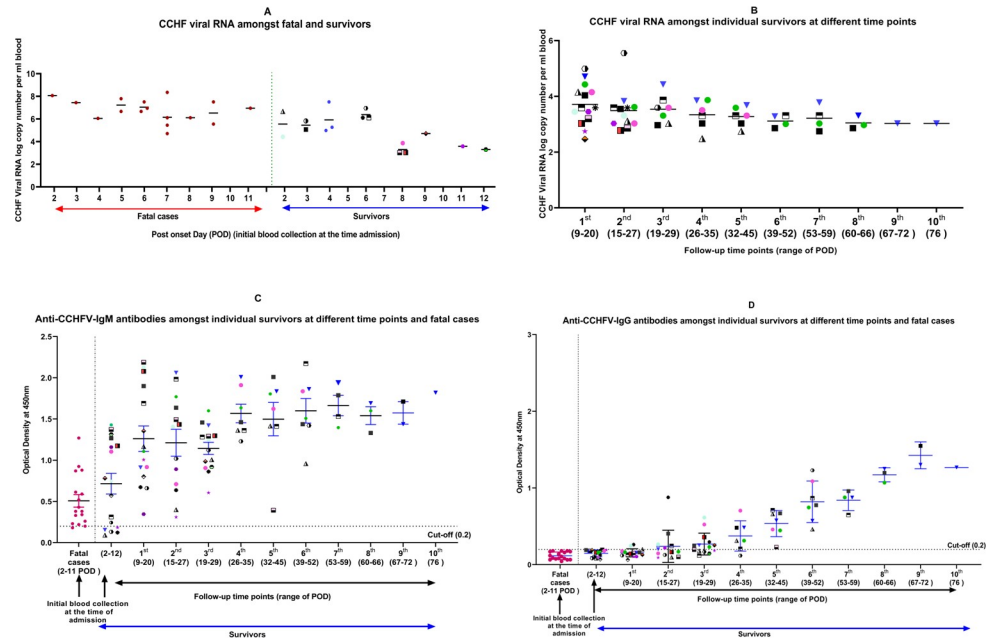 A
CCHF viral RNA amongst fatal and survivors
CCHF Viral RNA log copy number per ml blood
10
8
6
4
2
0
2 3 4 5 6 7 8 9 10 11 2 3 4 5 6 7 8 9 10 11 12
Fatal cases
Survivors
Post onset Day (POD) (initial blood collection at the time admission)
B
CCHF viral RNA amongst individual survivors at different time points
CCHF Viral RNA log copy number per ml blood
6
4
2
0
1st 2nd 3rd 4th 5th 6th 7th 8th 9th 10th
(9-20) (15-27) (19-29) (26-35) (32-45) (39-52) (53-59) (60-66) (67-72 ) (76 )
Follow-up time points (range of POD)
C
Anti-CCHFV-IgM antibodies amongst individual survivors at different time points and fatal cases
Optical Density at 450nm
2.5
2.0
1.5
1.0
0.5
0.0
Cut-off (0.2)
Fatal
cases
(2-11 POD )
(2-12)
1st 2nd 3rd 4th 5th 6th 7th 8th 9th 10th
(9-20) (15-27) (19-29) (26-35) (32-45) (39-52) (53-59) (60-66) (67-72) (76 )
Initial blood collection
at the time of
admission
Follow-up time points (range of POD)
Survivors
D
Anti-CCHFV-IgG antibodies amongst individual survivors at different time points and fatal cases
Optical Density at 450nm
3
2
1
0
Cut-off (0.2)
Fatal
cases
(2-11 POD )
(2-12)
1st 2nd 3rd 4th 5th 6th 7th 8th 9th 10th
(9-20) (15-27) (19-29) (26-35) (32-45) (39-52) (53-59) (60-66) (67-72) (76 )
Initial blood collection
at the time of
admission
Follow-up time points (range of POD)
Survivors